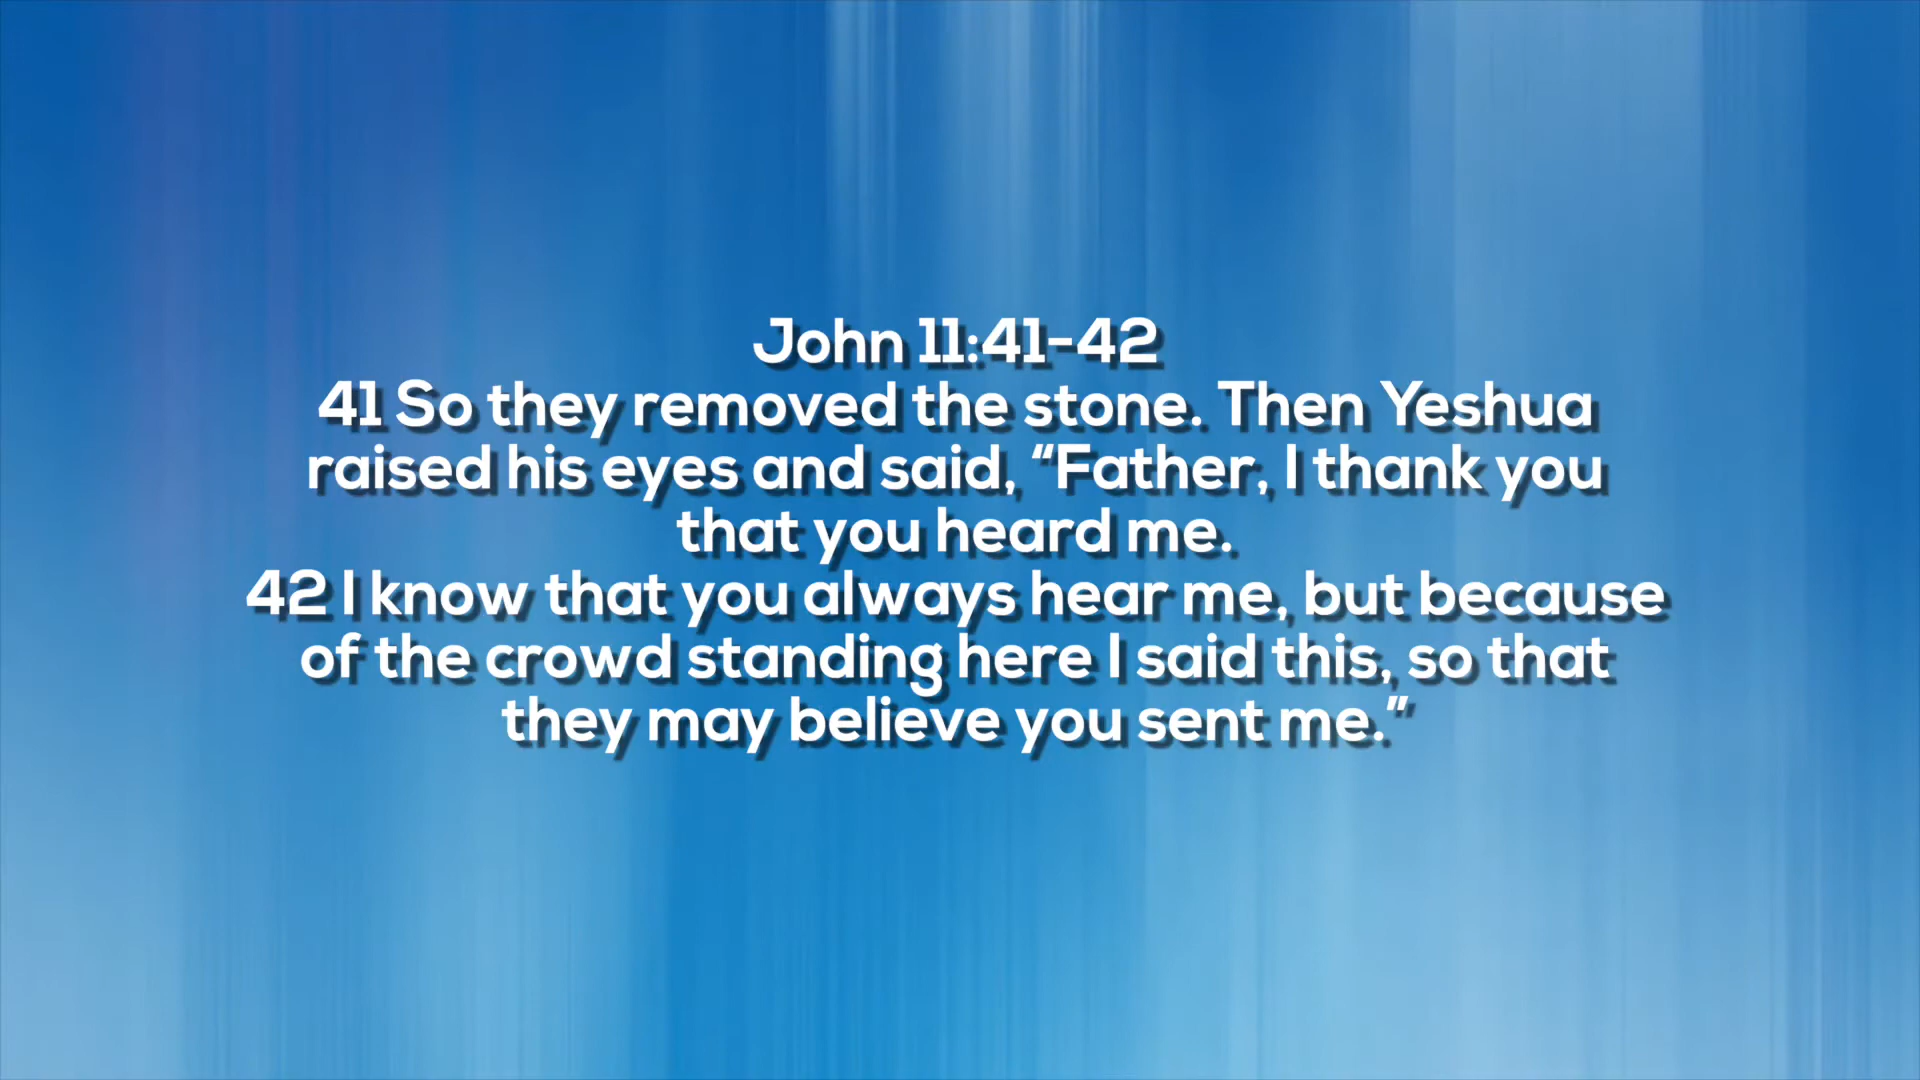 John 11:41-42
41 So they removed the stone. Then Yeshua
raised his eyes and said, “Father, I thank you
that you heard me.
42 I know that you always hear me, but because
of the crowd standing here I said this, so that
they may believe you sent me.”